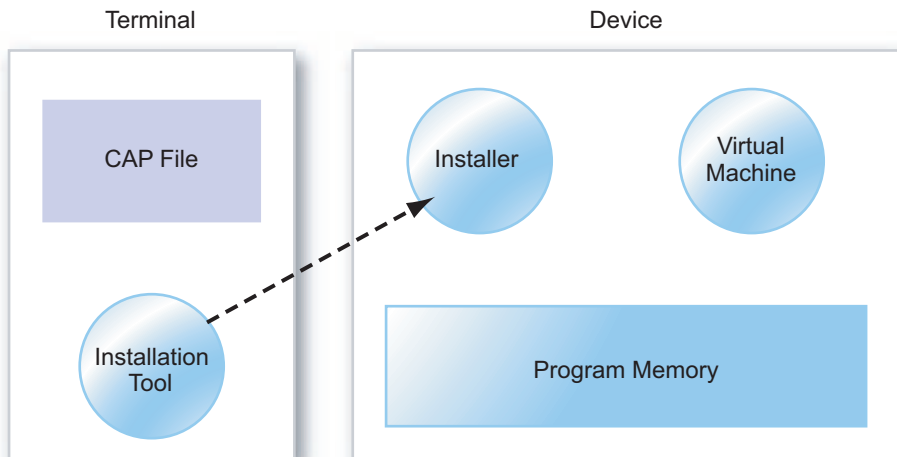 Terminal
Device
CAP File
Installer
Virtual
Machine
Installation
Tool
Program Memory